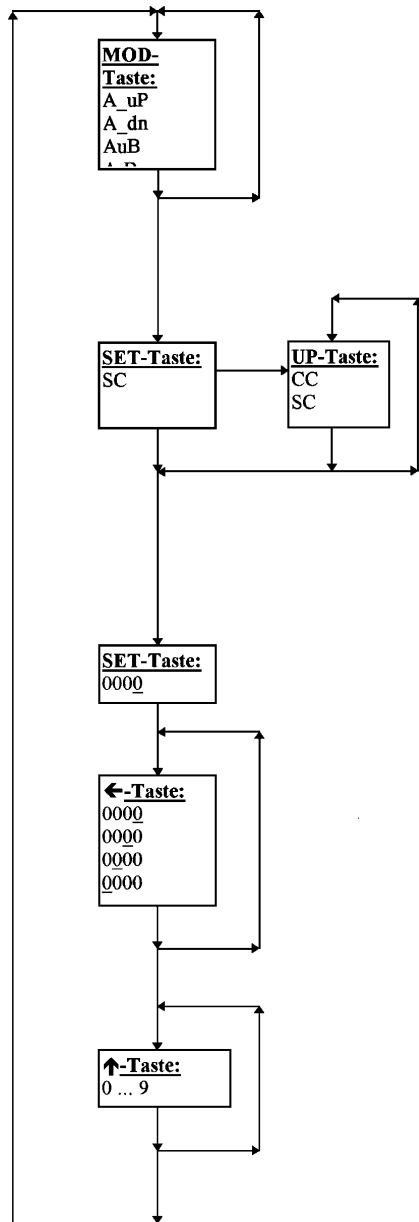 MOD-
Taste:
A_uP
A_dn
AuB
SET-Taste:
SC
UP-Taste:
CC
SC
SET-Taste:
0000
←-Taste:
0000
0000
0000
0000
↑-Taste:
0 ... 9